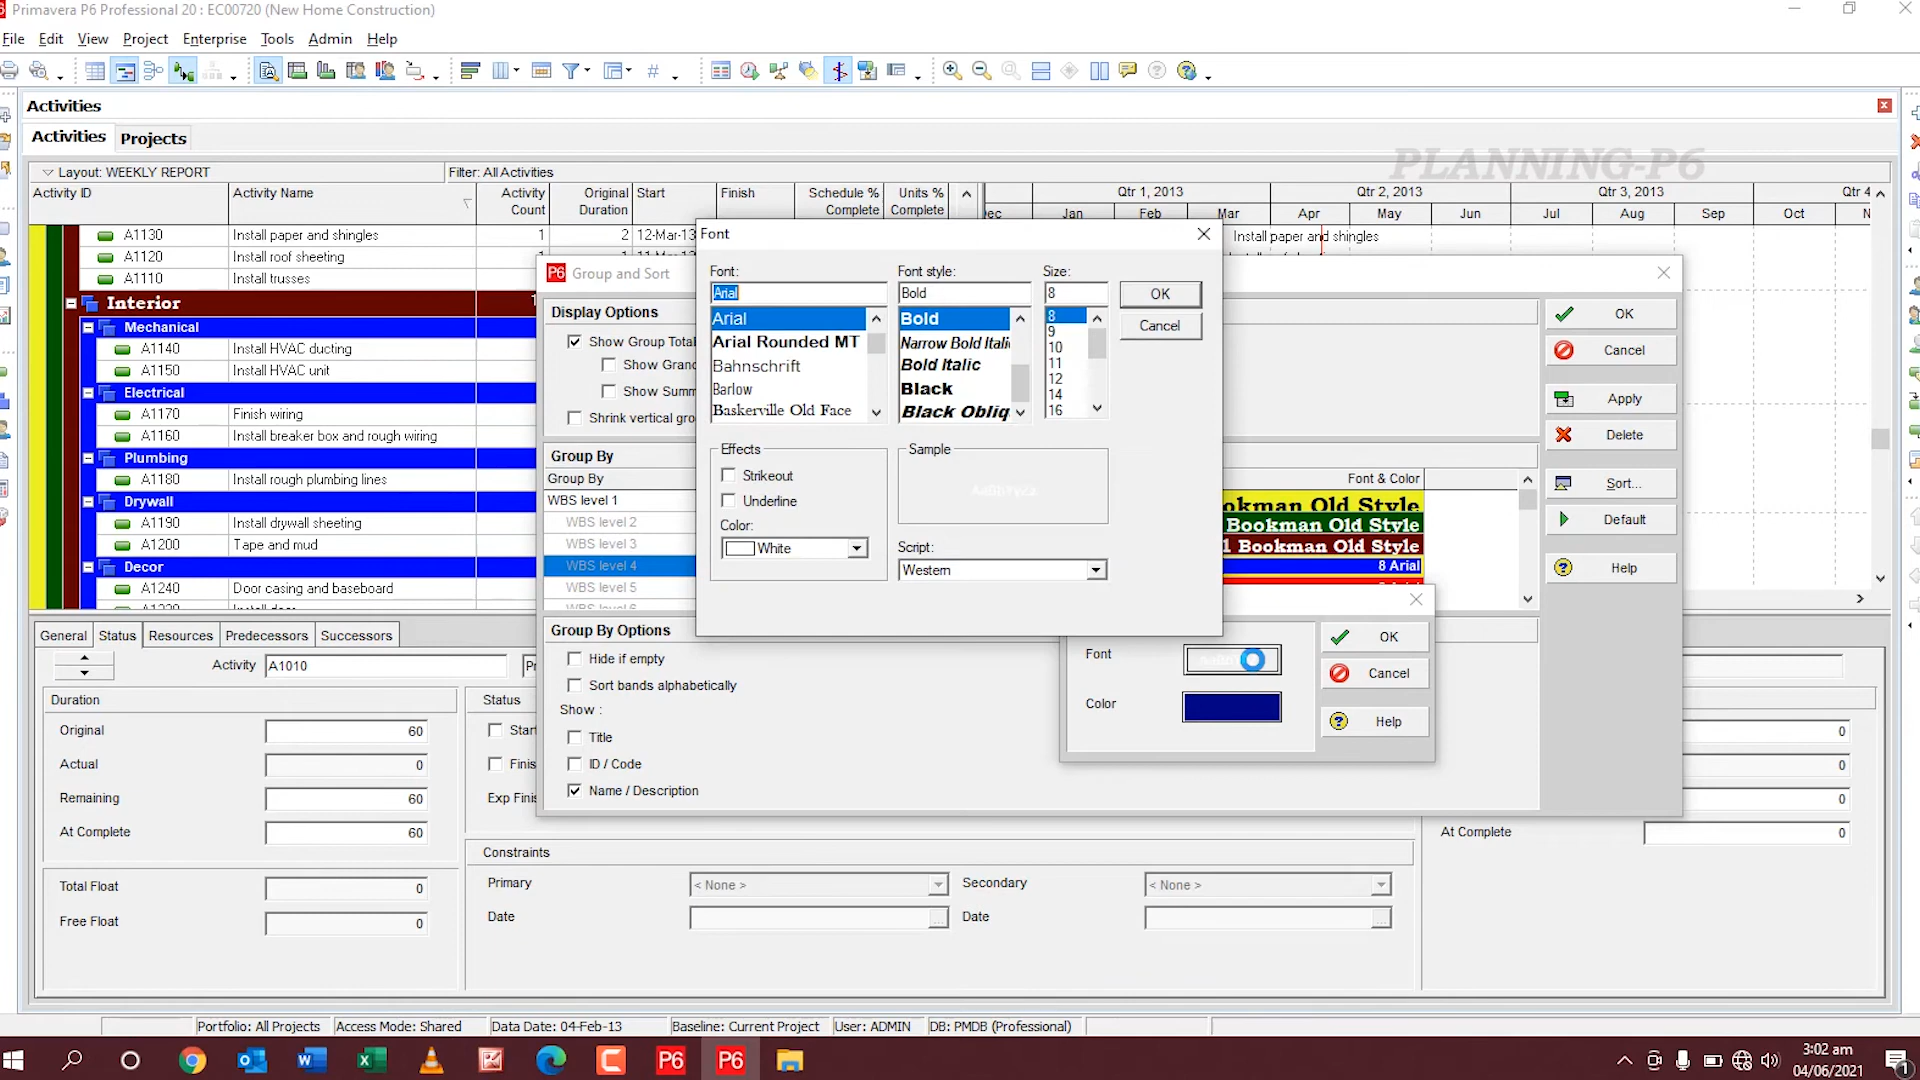 Primavera P6 Professional 20 : EC00720 (New Home Construction)
File Edit View Project Enterprise Tools Admin Help
Activities
Activities Projects
PLANNING-P6
Layout: WEEKLY REPORT
Filter: All Activities
Activity ID
Activity Name
Activity Count
Original Duration
Start
Finish
Schedule % Complete
Units % Complete
Qtr 1, 2013 Qtr 2, 2013 Qtr 3, 2013 Qtr 4
Jan Feb Mar Apr May Jun Jul Aug Sep Oct
A1130 Install paper and shingles 1 2 12-Mar-13
Install paper and shingles
A1120 Install roof sheeting
A1110 Install trusses
Interior
Mechanical
A1140 Install HVAC ducting
A1150 Install HVAC unit
Electrical
A1170 Finish wiring
A1160 Install breaker box and rough wiring
Plumbing
A1180 Install rough plumbing lines
Drywall
A1190 Install drywall sheeting
A1200 Tape and mud
Decor
A1240 Door casing and baseboard
P6 Group and Sort
Display Options
Show Group Total
Show Gran
Show Summ
Shrink vertical gro
Group By
Group By
Font & Color
WBS level 1
WBS level 2
WBS level 3
WBS level 4
WBS level 5
WBS level 6
okman Old Style
Bookman Old Style
1 Bookman Old Style
8 Arial
Group By Options
Hide if empty
Sort bands alphabetically
Show :
Title
ID / Code
Name / Description
OK
Cancel
Apply
Delete
Sort...
Default
Help
Font
Font:
Arial
Arial
Arial Rounded MT
Bahnschrift
Barlow
Baskerville Old Face
Font style:
Bold
Bold
Narrow Bold Itali
Bold Italic
Black
Black Obliq
Size:
8
8
9
10
11
12
14
16
OK
Cancel
Effects
Strikeout
Underline
Color:
White
Sample
AaBbYyZz
Script:
Western
Font
Color
OK
Cancel
Help
General Status Resources Predecessors Successors
Activity A1010
Duration
Original 60
Actual 0
Remaining 60
At Complete 60
Total Float 0
Free Float 0
Status
Start
Finis
Exp Finis
0
0
0
At Complete 0
Constraints
Primary < None > Secondary < None >
Date Date
Portfolio: All Projects Access Mode: Shared Data Date: 04-Feb-13 Baseline: Current Project User: ADMIN DB: PMDB (Professional)
P6 P6
3:02 am
04/06/2021
1